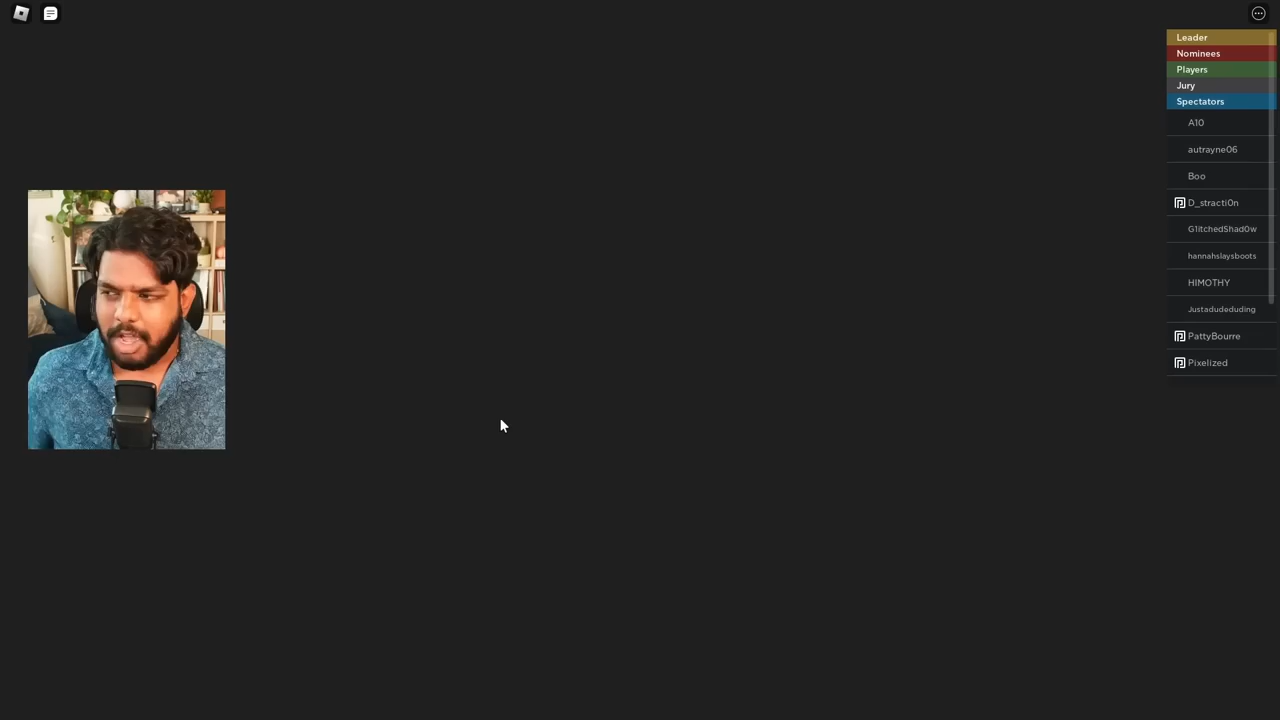 Leader
Nominees
Players
Jury
Spectators
A10
autrayne06
Boo
D_stracti0n
G1itchedShad0w
hannahslaysboots
HIMOTHY
Justadudeduding
PattyBourre
Pixelized